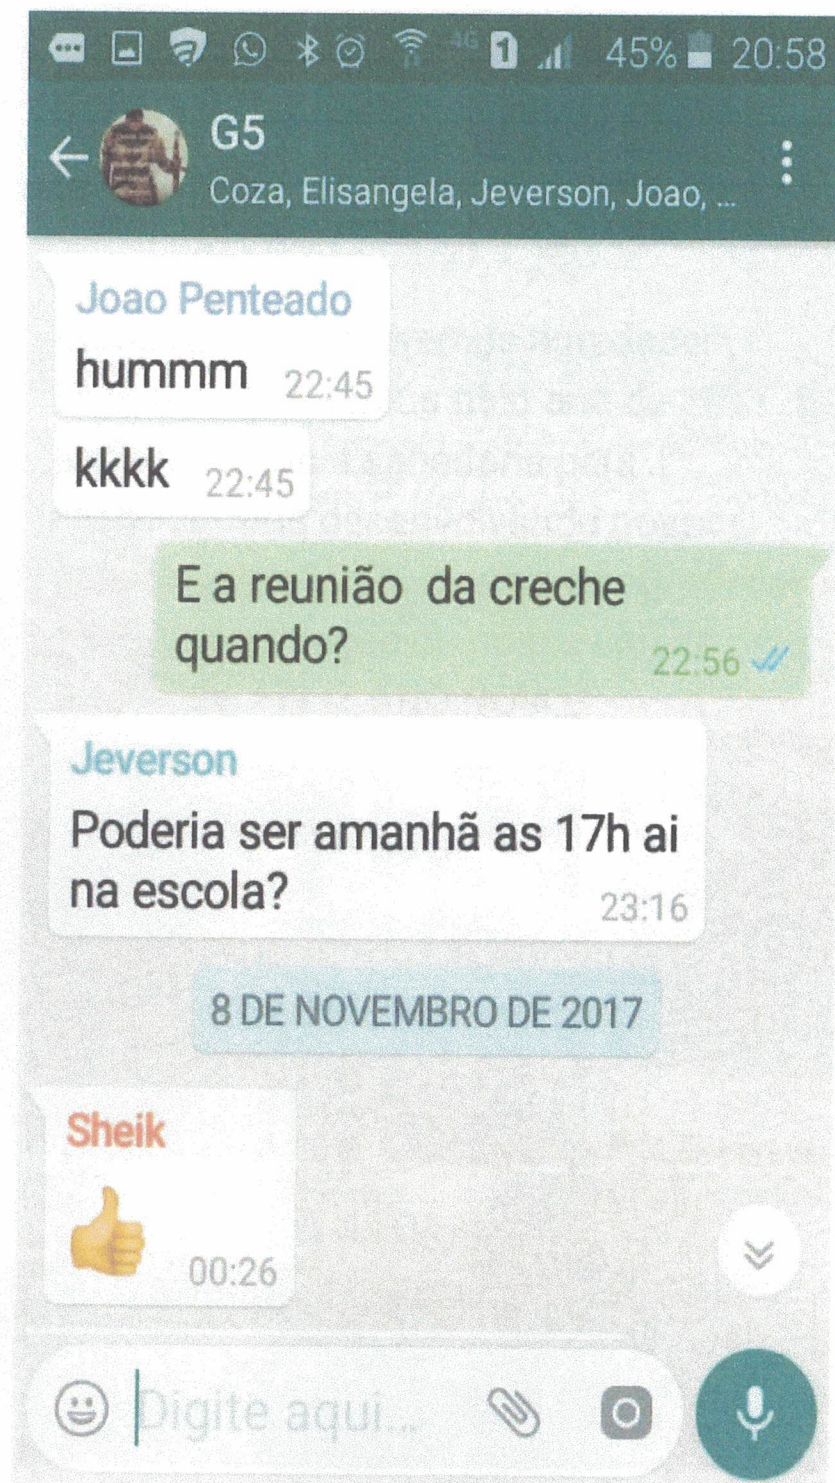 4G 1 45% 20:58
G5
Coza, Elisangela, Jeverson, Joao, ...
Joao Penteado
hummm 22:45
kkkk 22:45
E a reunião da creche
quando? 22:56
Jeverson
Poderia ser amanhã as 17h ai
na escola? 23:16
8 DE NOVEMBRO DE 2017
Sheik
👍 00:26
Digite aqui...